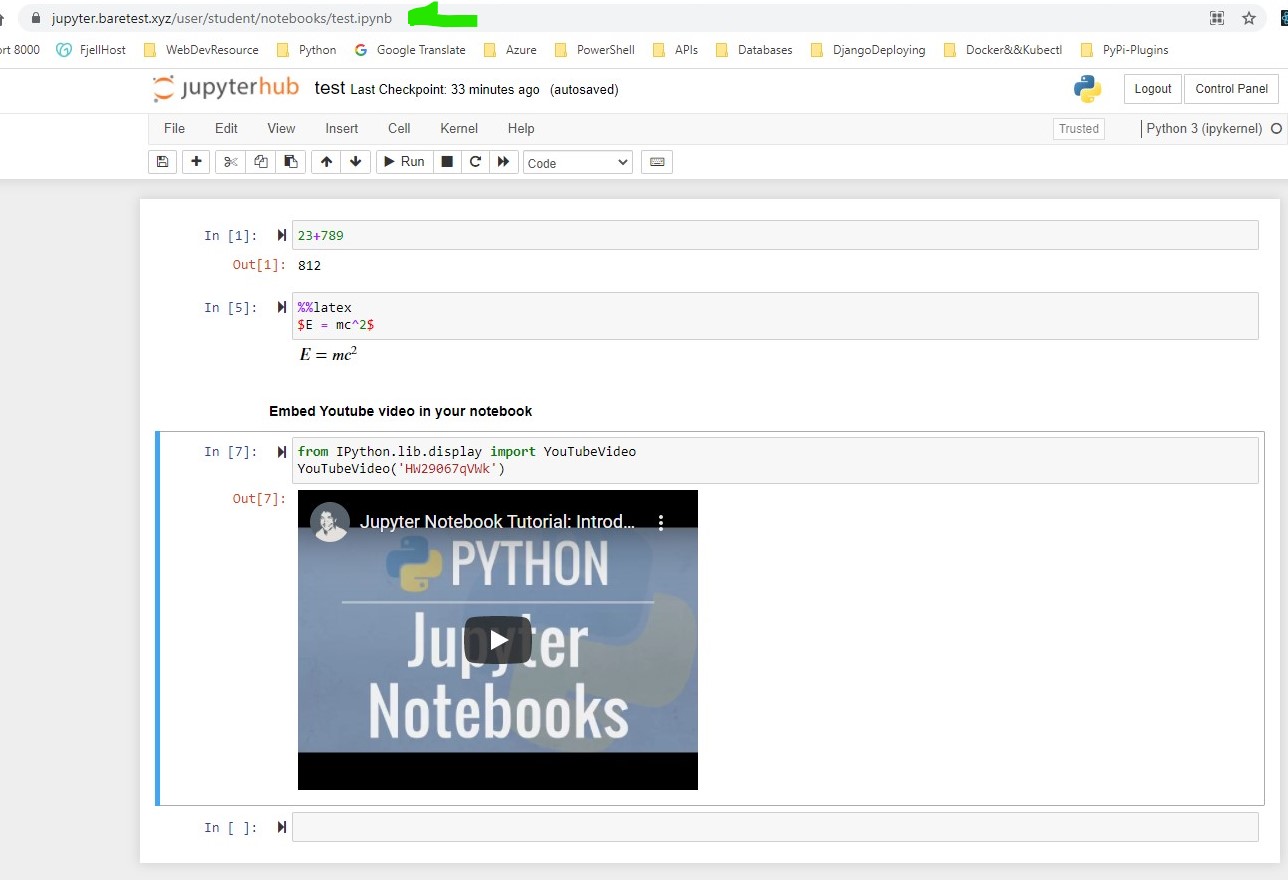 jupyter.baretest.xyz/user/student/notebooks/test.ipynb
rt 8000 FjellHost WebDevResource Python Google Translate Azure PowerShell APIs Databases DjangoDeploying Docker&&Kubectl PyPi-Plugins
jupyterhub test Last Checkpoint: 33 minutes ago (autosaved) Logout Control Panel
File Edit View Insert Cell Kernel Help Trusted Python 3 (ipykernel)
Run Code
In [1]: 23+789
Out[1]: 812
In [5]: %%latex
$E = mc^2$
E = mc²
Embed Youtube video in your notebook
In [7]: from IPython.lib.display import YouTubeVideo
YouTubeVideo('HW29067qVWk')
Out[7]:
Jupyter Notebook Tutorial: Introd...
PYTHON
Jupyter
Notebooks
In [ ]: